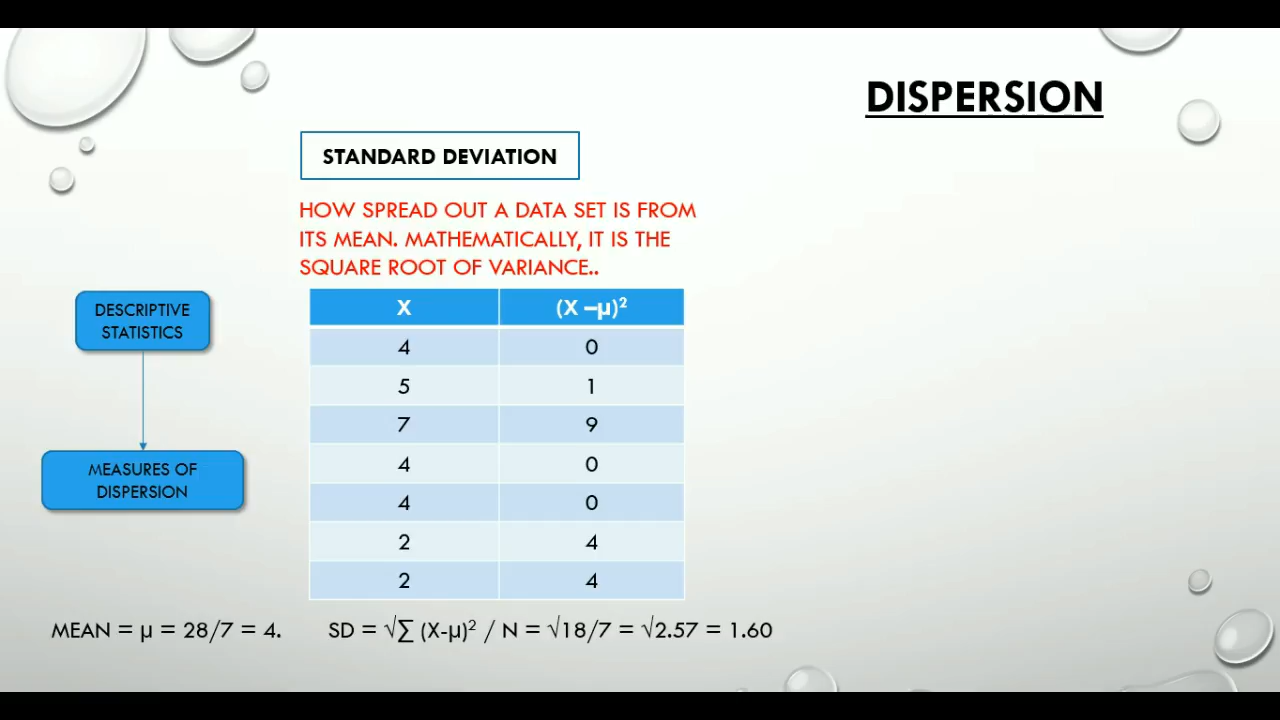 DISPERSION
STANDARD DEVIATION
HOW SPREAD OUT A DATA SET IS FROM
ITS MEAN. MATHEMATICALLY, IT IS THE
SQUARE ROOT OF VARIANCE..
DESCRIPTIVE
STATISTICS
MEASURES OF
DISPERSION
X (X –µ)²
4 0
5 1
7 9
4 0
4 0
2 4
2 4
MEAN = µ = 28/7 = 4. SD = √∑ (X-µ)² / N = √18/7 = √2.57 = 1.60